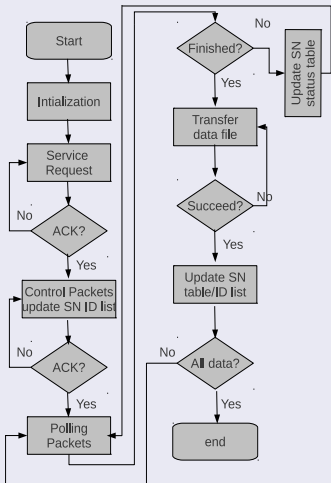 Start
Intialization
Service
Request
No
ACK?
Yes
Control Packets
update SN ID list
No
ACK?
Yes
Polling
Packets
Finished?
No
Update SN
status table
Yes
Transfer
data file
Succeed?
No
Yes
Update SN
table/ID list
No
All data?
Yes
end